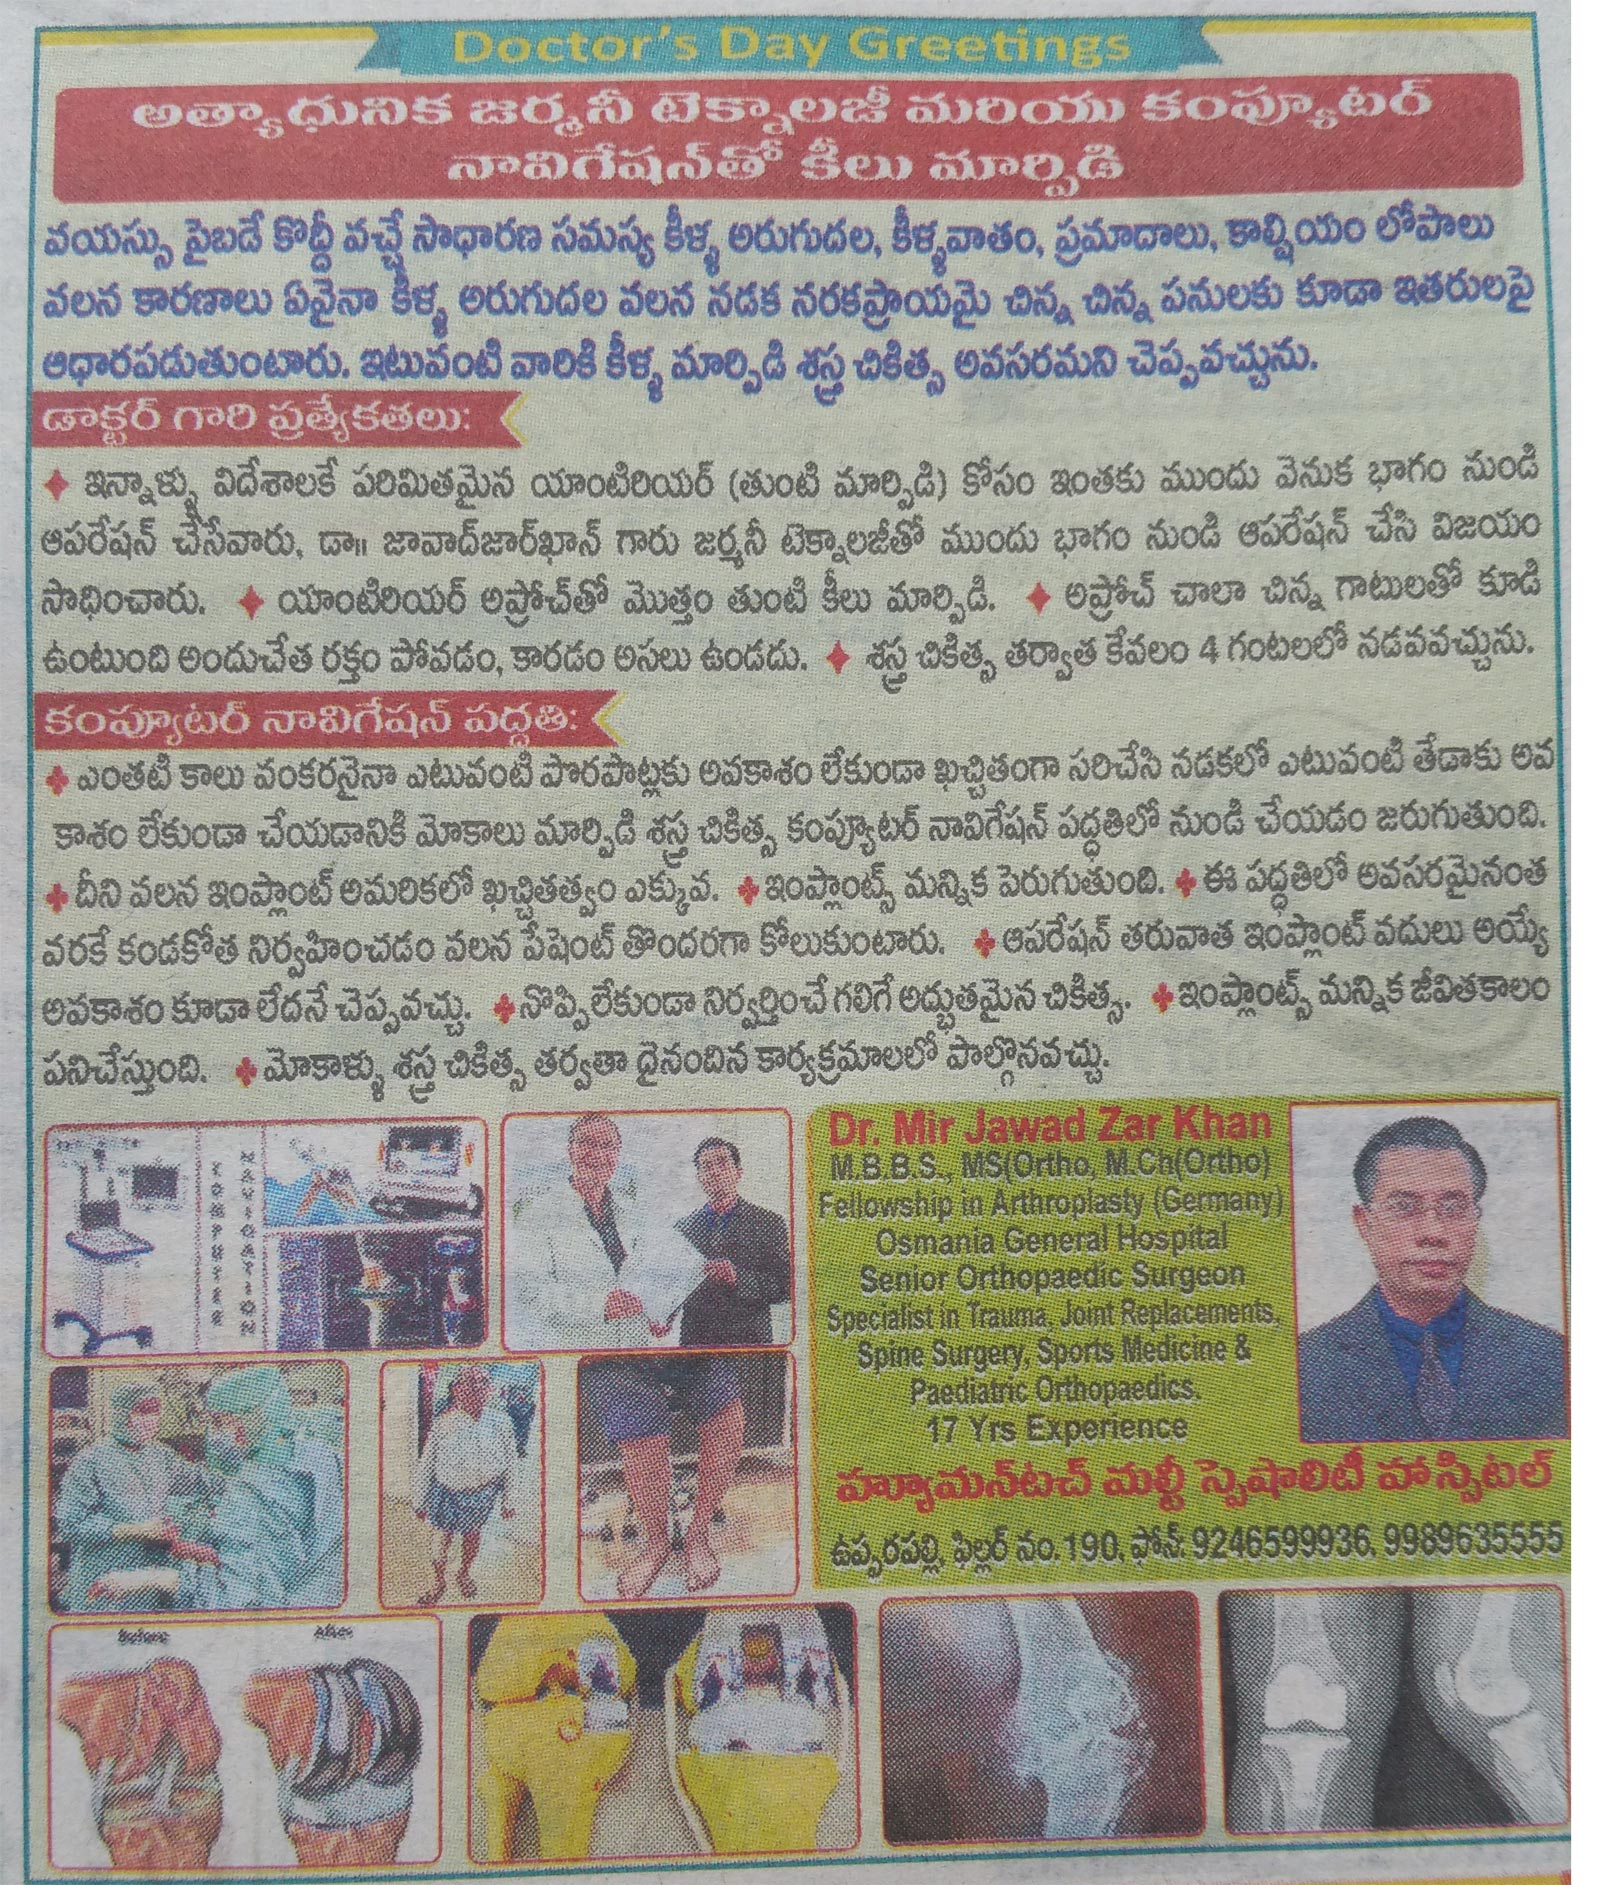 Doctor's Day Greetings
అత్యాధునిక జర్మనీ టెక్నాలజీ మరియు కంప్యూటర్
నావిగేషన్‌తో కీలు మార్పిడి
వయస్సు పైబడే కొద్దీ వచ్చే సాధారణ సమస్య కీళ్ళ అరుగుదల, కీళ్ళవాతం, ప్రమాదాలు, కాల్షియం లోపాలు
వలన కారణాలు ఏవైనా కీళ్ళ అరుగుదల వలన నడక నరకప్రాయమై చిన్న చిన్న పనులకు కూడా ఇతరులపై
ఆధారపడుతుంటారు. ఇటువంటి వారికి కీళ్ళ మార్పిడి శస్త్ర చికిత్స అవసరమని చెప్పవచ్చును.
డాక్టర్ గారి ప్రత్యేకతలు:
ఇన్నాళ్ళు విదేశాలకే పరిమితమైన యాంటిరియర్ (తుంటి మార్పిడి) కోసం ఇంతకు ముందు వెనుక భాగం నుండి
ఆపరేషన్ చేసేవారు, డా॥ జావాద్‌జార్‌ఖాన్ గారు జర్మనీ టెక్నాలజీతో ముందు భాగం నుండి ఆపరేషన్ చేసి విజయం
సాధించారు. యాంటిరియర్ అప్రోచ్‌తో మొత్తం తుంటి కీలు మార్పిడి. అప్రోచ్ చాలా చిన్న గాటులతో కూడి
ఉంటుంది అందుచేత రక్తం పోవడం, కారడం అసలు ఉండదు. శస్త్ర చికిత్స తర్వాత కేవలం 4 గంటలలో నడవవచ్చును.
కంప్యూటర్ నావిగేషన్ పద్దతి:
ఎంతటి కాలు వంకరనైనా ఎటువంటి పొరపాట్లకు అవకాశం లేకుండా ఖచ్చితంగా సరిచేసి నడకలో ఎటువంటి తేడాకు అవ
కాశం లేకుండా చేయడానికి మోకాలు మార్పిడి శస్త్ర చికిత్స కంప్యూటర్ నావిగేషన్ పద్ధతిలో నుండి చేయడం జరుగుతుంది.
దీని వలన ఇంప్లాంట్ అమరికలో ఖచ్చితత్వం ఎక్కువ. ఇంప్లాంట్స్ మన్నిక పెరుగుతుంది. ఈ పద్ధతిలో అవసరమైనంత
వరకే కండకోత నిర్వహించడం వలన పేషెంట్ తొందరగా కోలుకుంటారు. ఆపరేషన్ తరువాత ఇంప్లాంట్ వదులు అయ్యే
అవకాశం కూడా లేదనే చెప్పవచ్చు. నొప్పిలేకుండా నిర్వర్తించే గలిగే అద్భుతమైన చికిత్స. ఇంప్లాంట్స్ మన్నిక జీవితకాలం
పనిచేస్తుంది. మోకాళ్ళు శస్త్ర చికిత్స తర్వతా దైనందిన కార్యక్రమాలలో పాల్గొనవచ్చు.
COMPUTER
NAVIGATION
Dr. Mir Jawad Zar Khan
M.B.B.S., MS(Ortho, M.Ch(Ortho)
Fellowship in Arthroplasty (Germany)
Osmania General Hospital
Senior Orthopaedic Surgeon
Specialist in Trauma, Joint Replacements,
Spine Surgery, Sports Medicine &
Paediatric Orthopaedics.
17 Yrs Experience
హ్యూమన్‌టచ్ మల్టీ స్పెషాలిటీ హాస్పిటల్
ఉప్పరపల్లి, ఫిల్లర్ నం. 190, ఫోన్: 9246599936, 9989635555
Before After